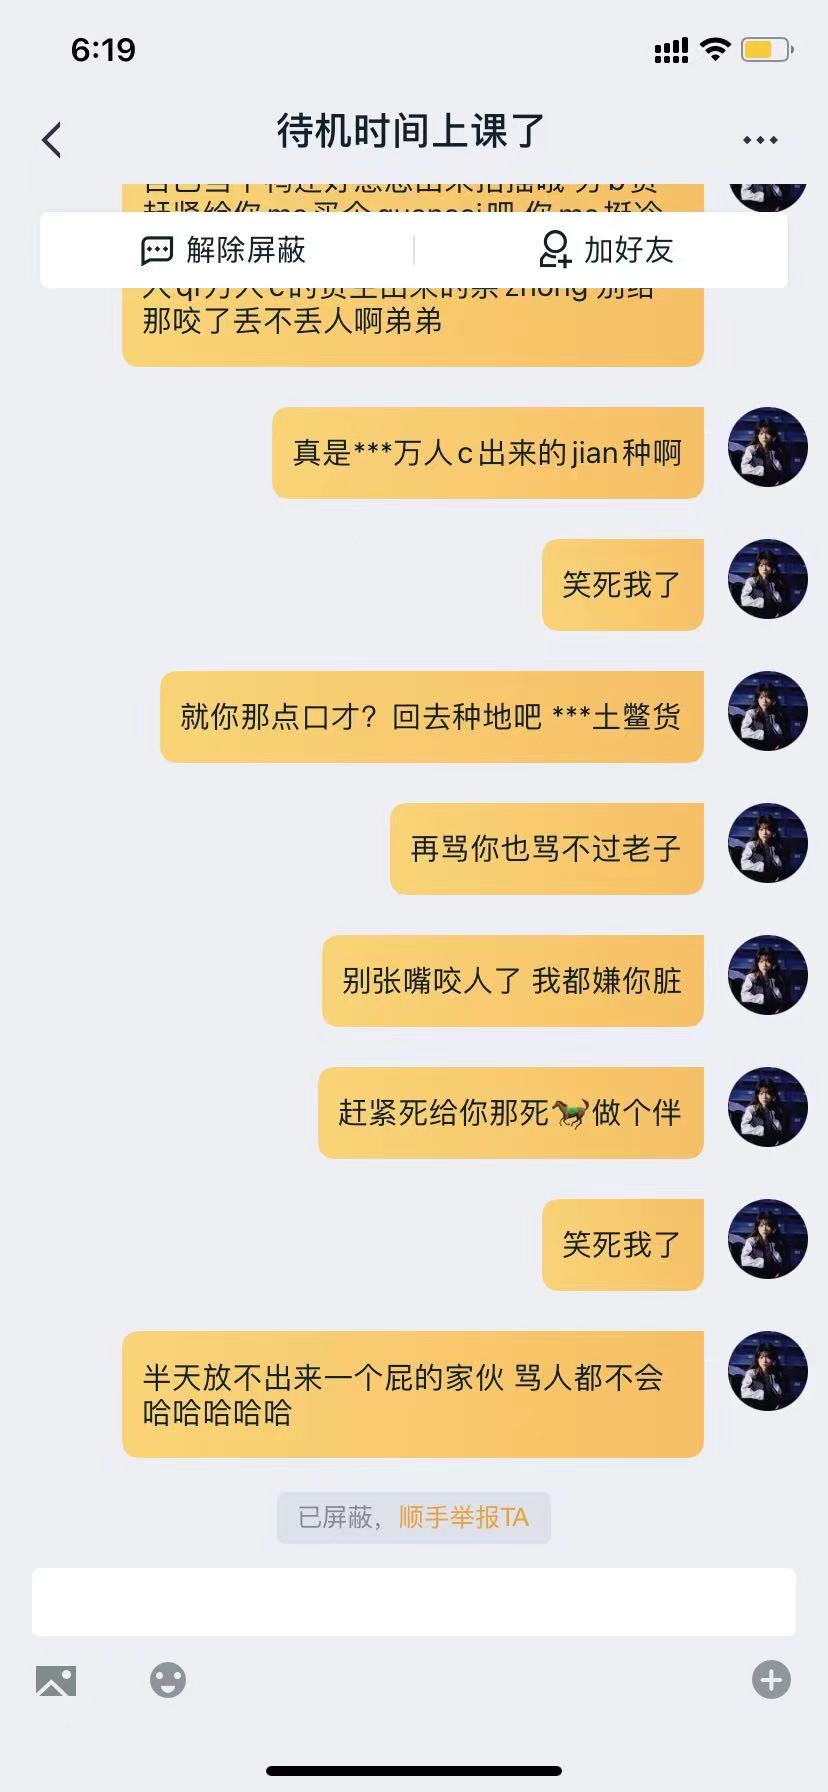 6:19
待机时间上课了
解除屏蔽
加好友
那咬了丢不丢人啊弟弟
真是***万人c出来的jian种啊
笑死我了
就你那点口才？回去种地吧 ***土鳖货
再骂你也骂不过老子
别张嘴咬人了 我都嫌你脏
赶紧死给你那死🐎做个伴
笑死我了
半天放不出来一个屁的家伙 骂人都不会
哈哈哈哈哈
已屏蔽，顺手举报TA